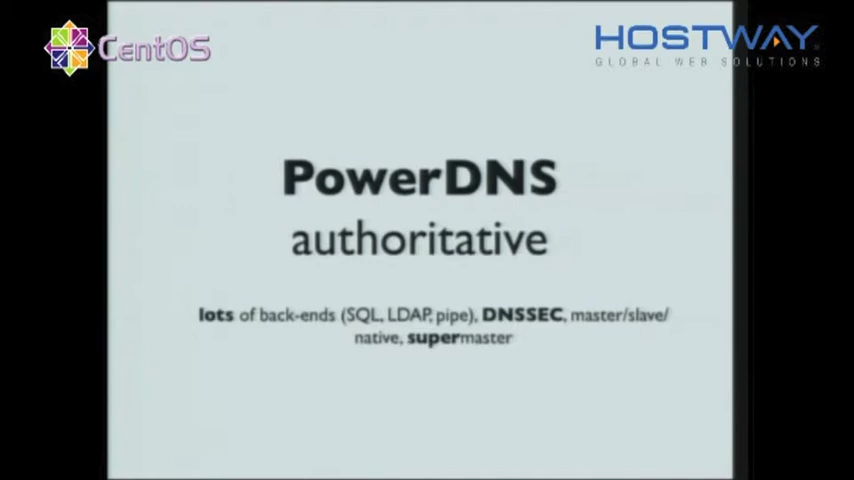 CentOS
HOSTWAY
GLOBAL WEB SOLUTIONS
PowerDNS
authoritative
lots of back-ends (SQL, LDAP, pipe), DNSSEC, master/slave/
native, supermaster